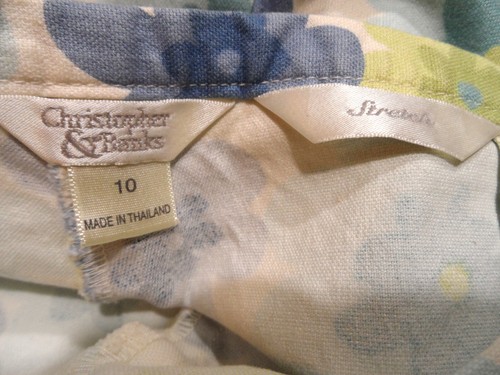 Christopher
& Banks
Stretch
10
MADE IN THAILAND